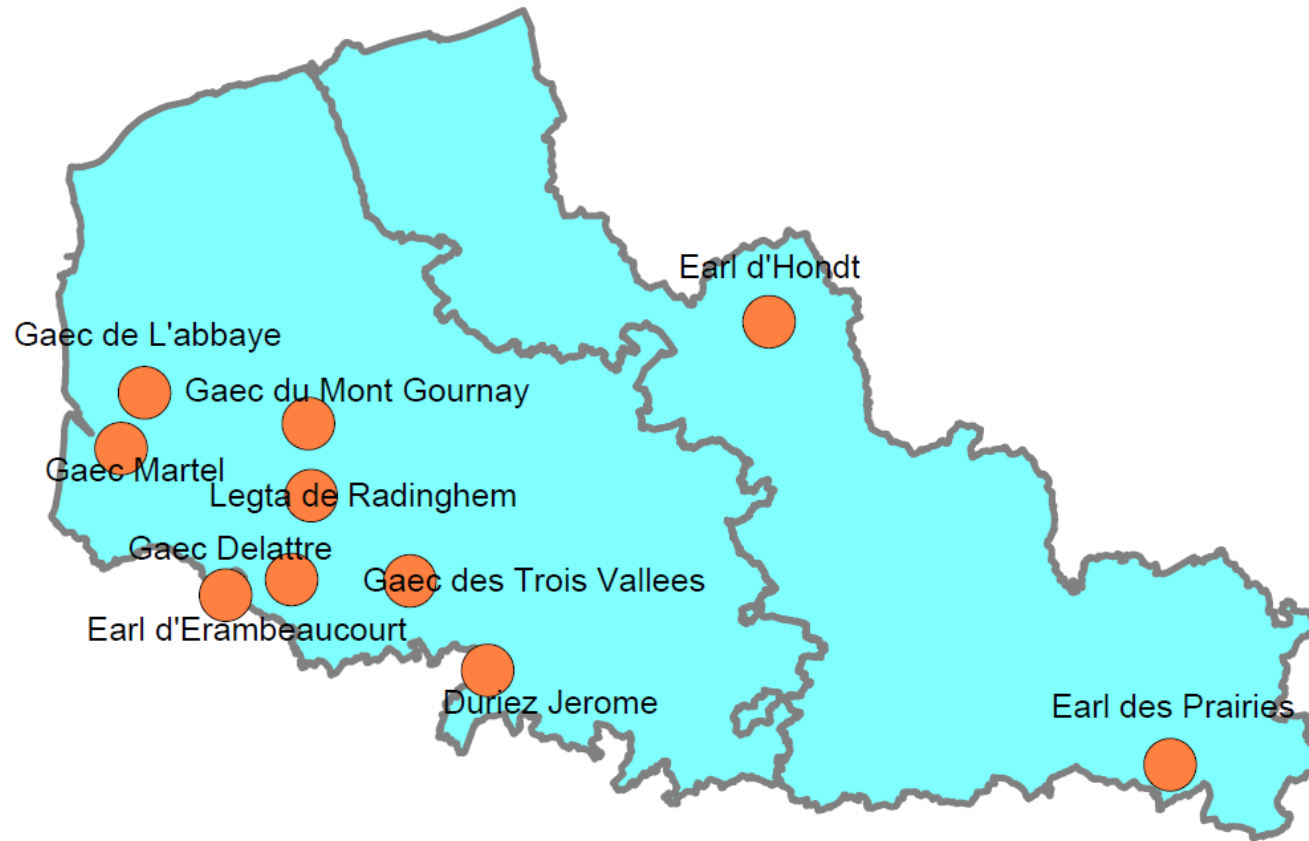 Earl d'Hondt
Gaec de L'abbaye
Gaec du Mont Gournay
Gaec Martel
Legta de Radinghem
Gaec Delattre
Gaec des Trois Vallees
Earl d'Erambeaucourt
Duriez Jerome
Earl des Prairies